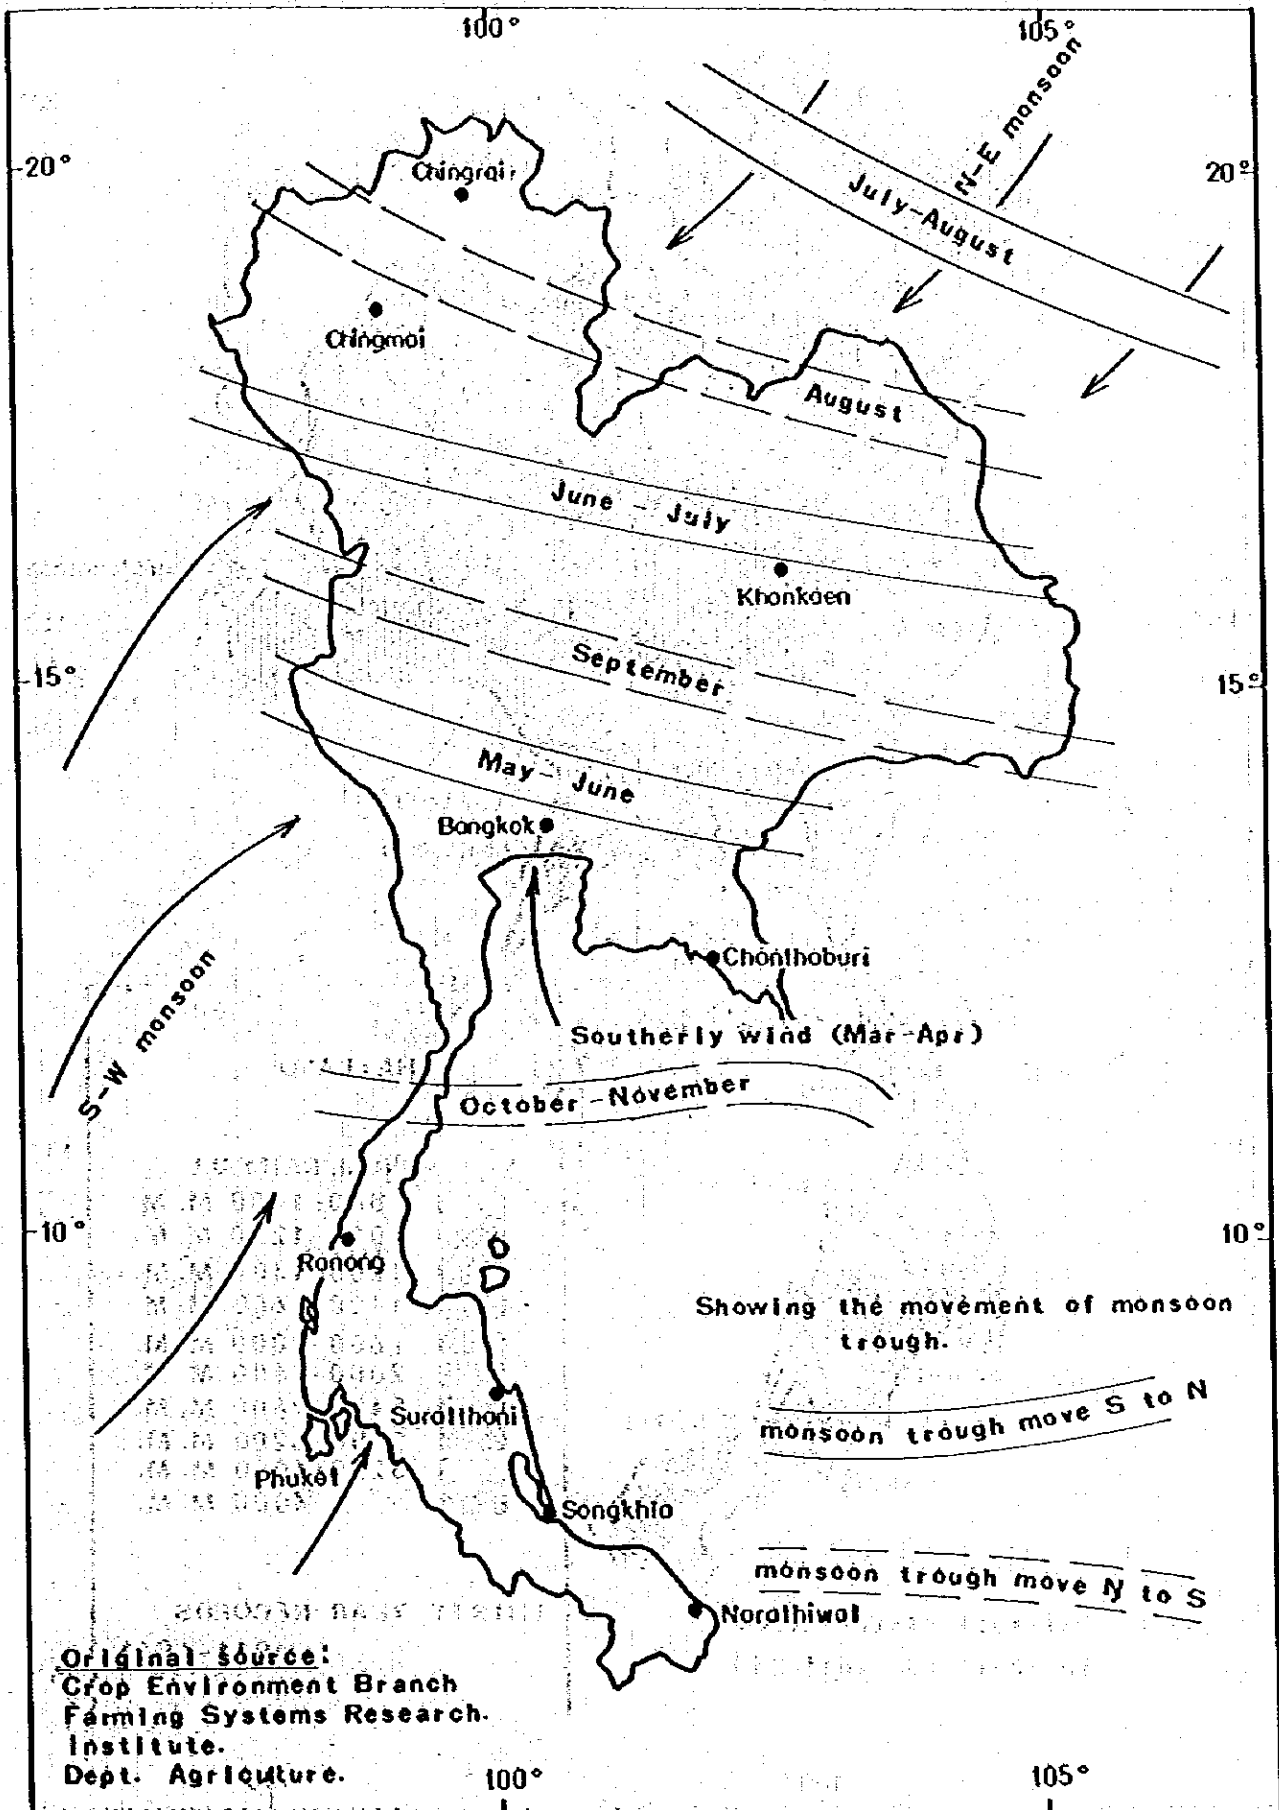 100° 105°
N-E monsoon
20° 20°
Chingrai
July-August
Chingmai
August
June - July
Khonkaen
September
15° 15°
May - June
Bangkok
Chonthaburi
S-W monsoon
Southerly wind (Mar-Apr)
October-November
10° 10°
Ranong
Showing the movement of monsoon
trough.
monsoon trough move S to N
Suratthani
Phuket
Songkhla
monsoon trough move N to S
Narathiwat
Original source:
Crop Environment Branch
Farming Systems Research.
Institute.
Dept. Agriculture.
100° 105°